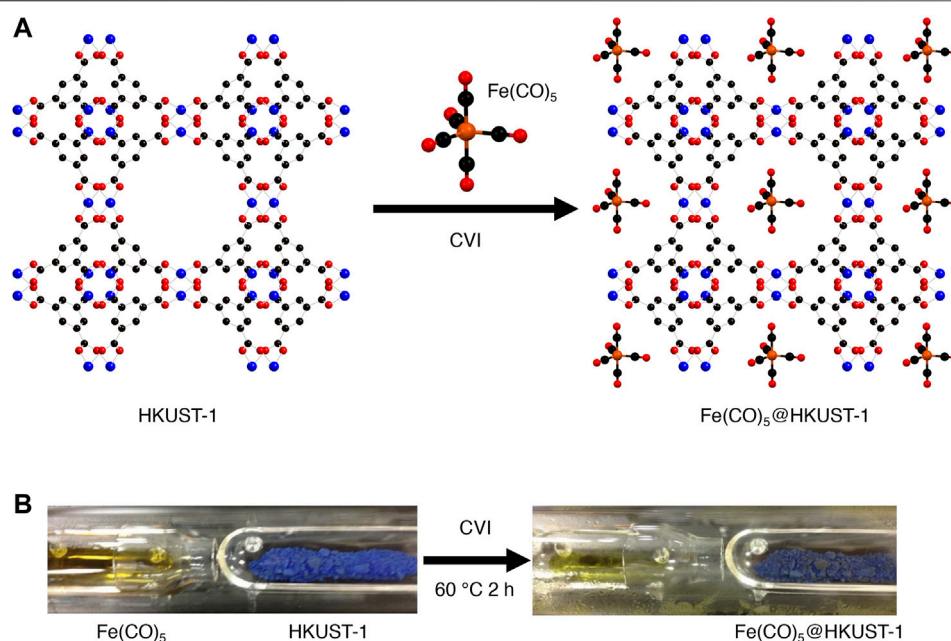 A
Fe(CO)5
CVI
HKUST-1
Fe(CO)5@HKUST-1
B
CVI
60 °C 2 h
Fe(CO)5
HKUST-1
Fe(CO)5@HKUST-1